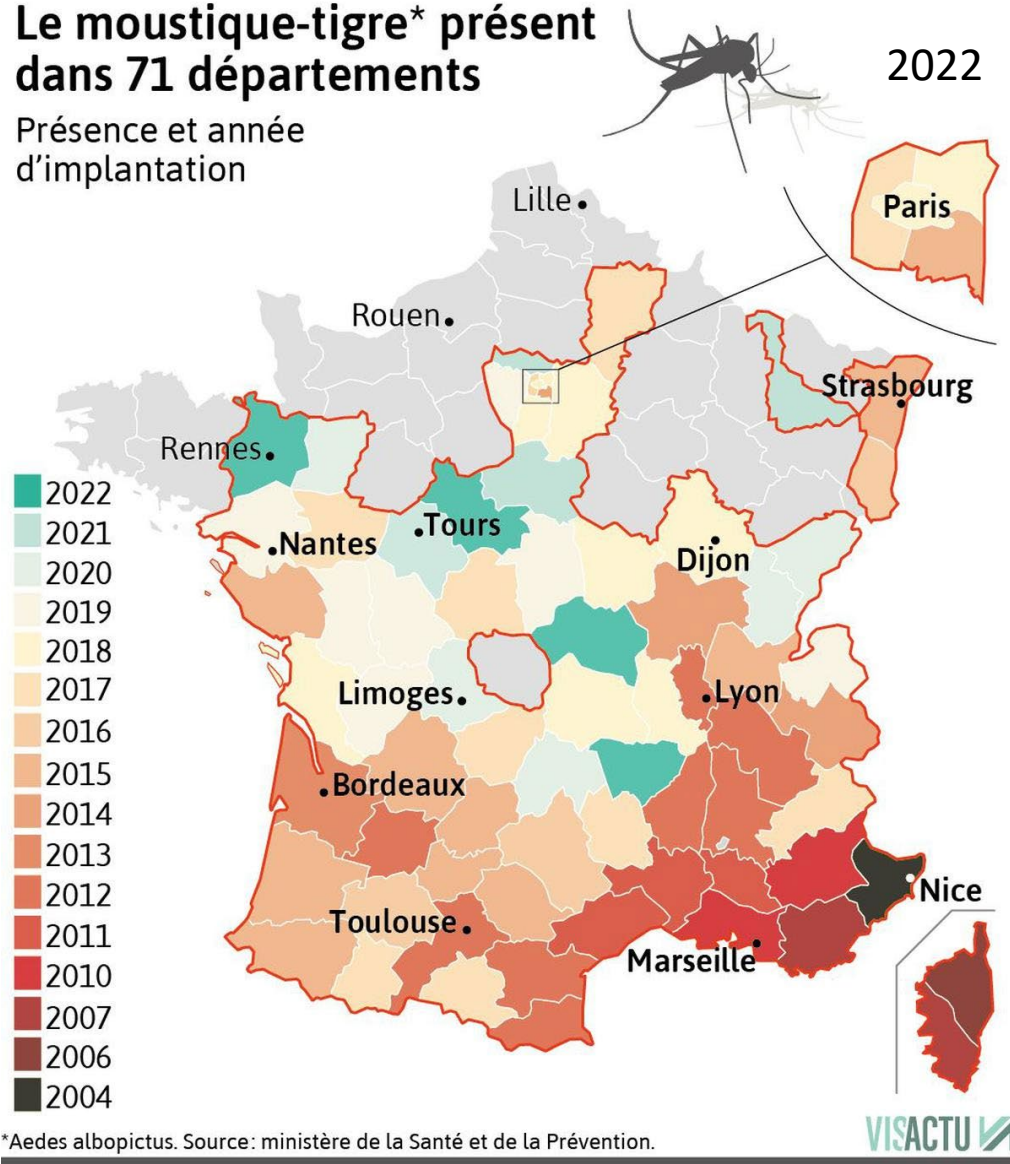 Le moustique-tigre* présent
dans 71 départements
2022
Présence et année
d'implantation
Lille
Paris
Rouen
Strasbourg
Rennes
Tours
Nantes
Dijon
Limoges
Lyon
Bordeaux
Nice
Toulouse
Marseille
2022
2021
2020
2019
2018
2017
2016
2015
2014
2013
2012
2011
2010
2007
2006
2004
*Aedes albopictus. Source: ministère de la Santé et de la Prévention.
VISACTU